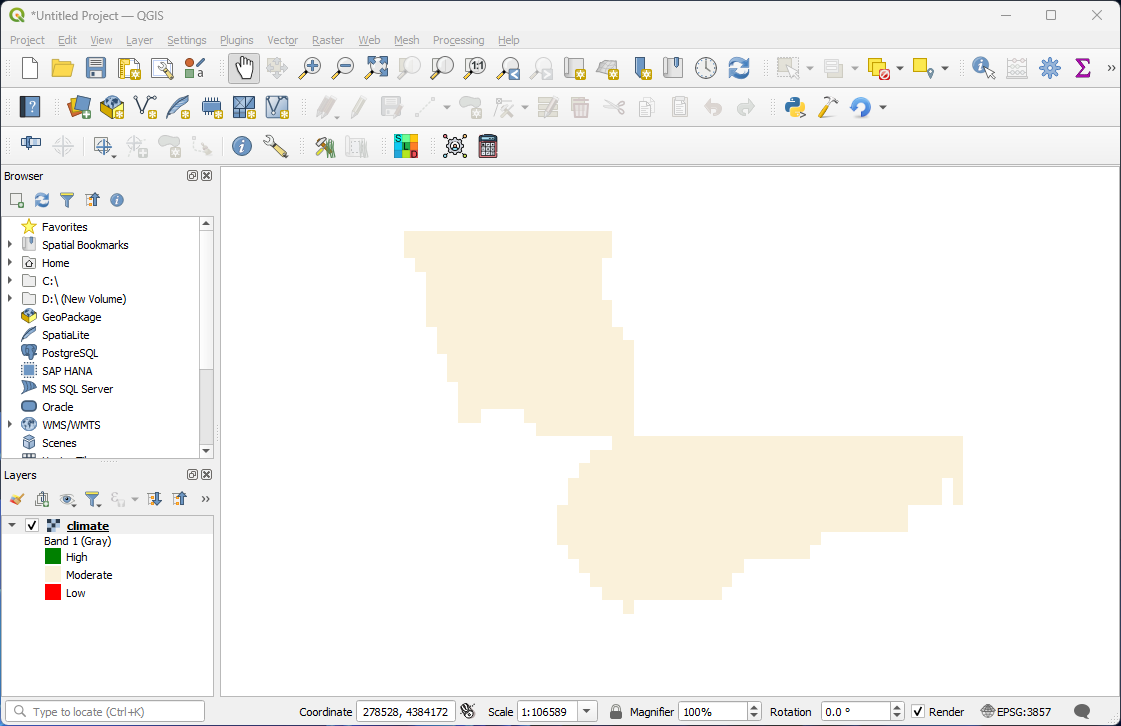 *Untitled Project — QGIS
Project Edit View Layer Settings Plugins Vector Raster Web Mesh Processing Help
Browser
Favorites
Spatial Bookmarks
Home
C:\
D:\ (New Volume)
GeoPackage
SpatiaLite
PostgreSQL
SAP HANA
MS SQL Server
Oracle
WMS/WMTS
Scenes
Layers
climate
Band 1 (Gray)
High
Moderate
Low
Type to locate (Ctrl+K) Coordinate 278528, 4384172 Scale 1:106589 Magnifier 100% Rotation 0.0 ° Render EPSG:3857